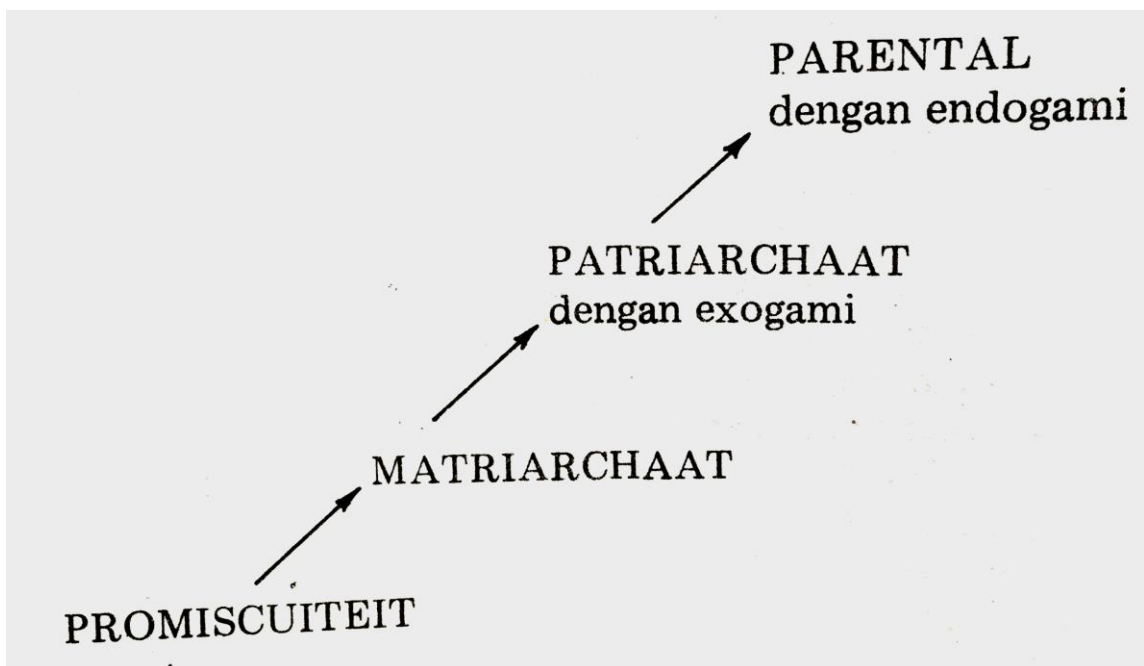 PARENTAL
dengan endogami
PATRIARCHAAT
dengan exogami
MATRIARCHAAT
PROMISCUITEIT